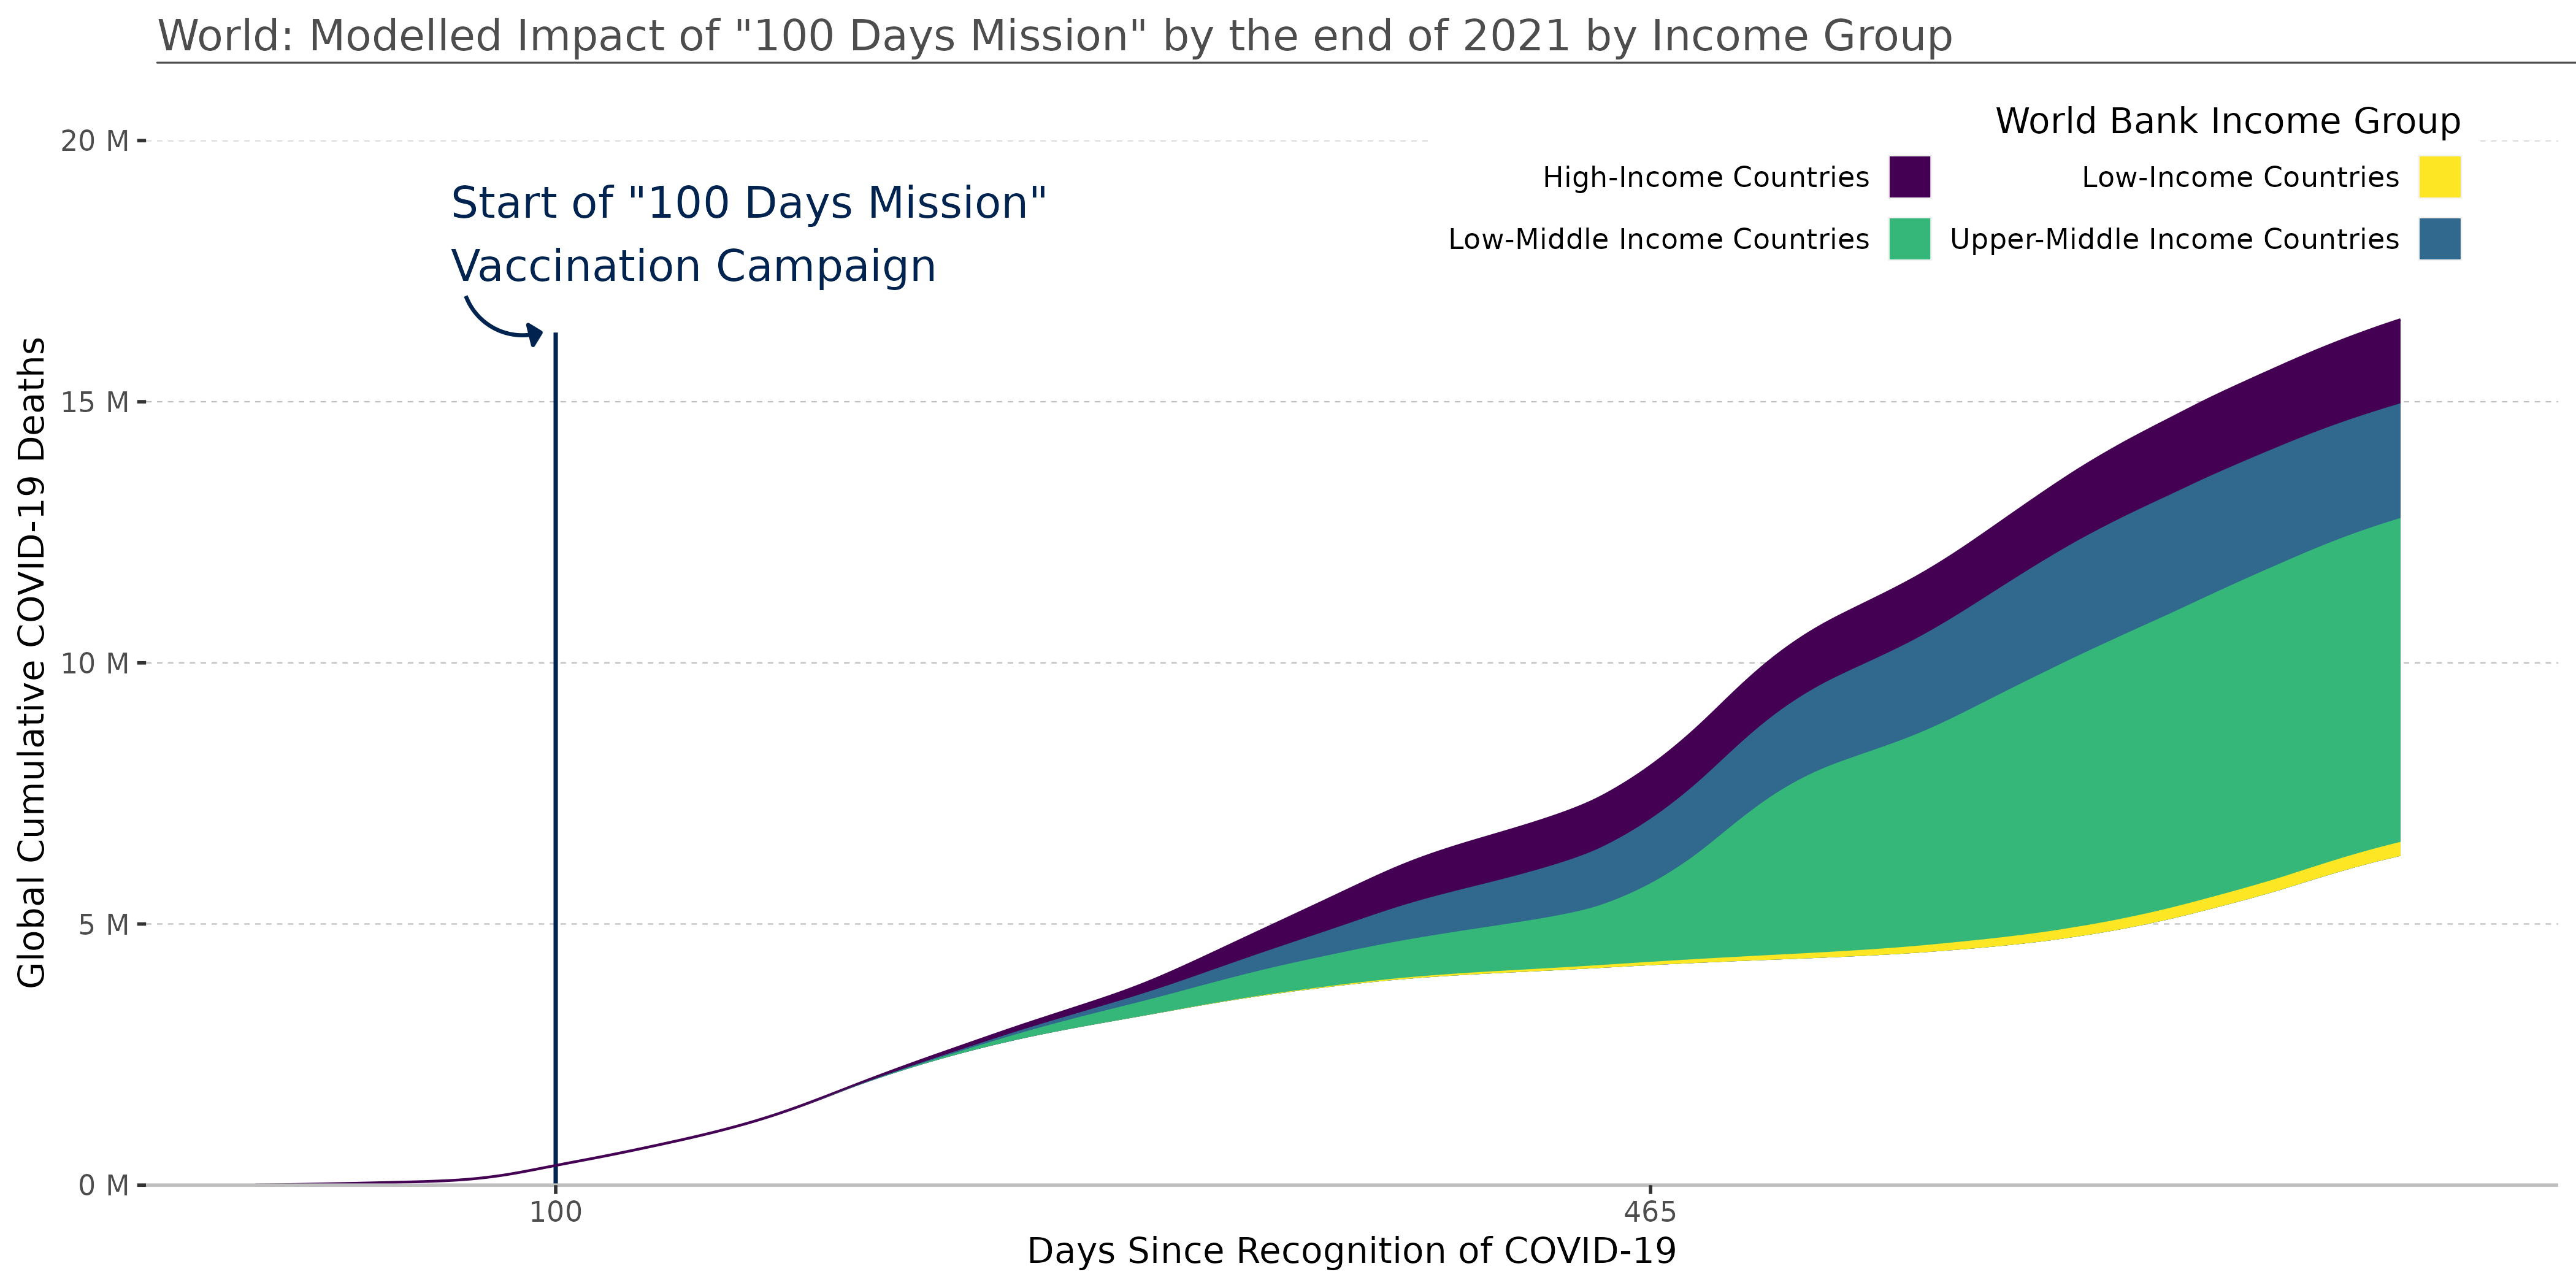 World: Modelled Impact of "100 Days Mission" by the end of 2021 by Income Group
World Bank Income Group
High-Income Countries
Low-Income Countries
Low-Middle Income Countries
Upper-Middle Income Countries
Start of "100 Days Mission"
Vaccination Campaign
Global Cumulative COVID-19 Deaths
20 M
15 M
10 M
5 M
0 M
100
465
Days Since Recognition of COVID-19